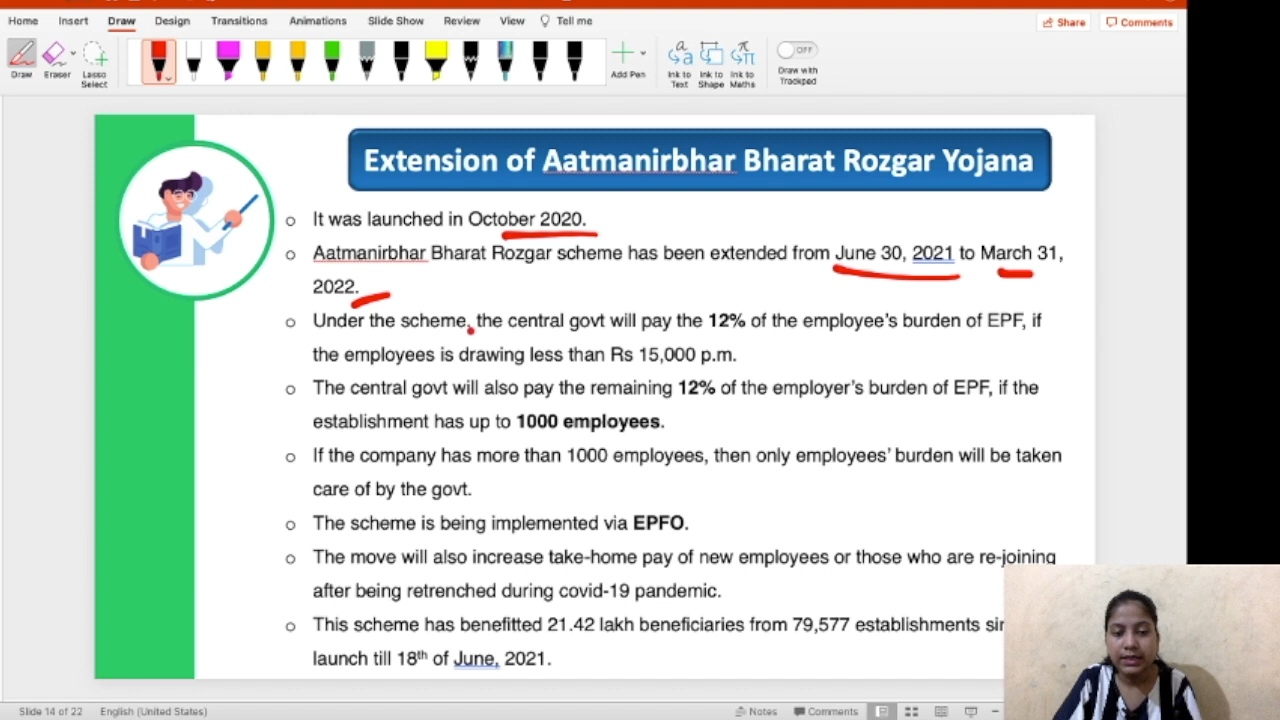 Home Insert Draw Design Transitions Animations Slide Show Review View Tell me Share Comments
Draw Eraser Lasso Select Add Pen Ink to Text Ink to Shape Ink to Maths OFF Draw with Trackpad
Extension of Aatmanirbhar Bharat Rozgar Yojana
o It was launched in October 2020.
o Aatmanirbhar Bharat Rozgar scheme has been extended from June 30, 2021 to March 31,
2022.
o Under the scheme, the central govt will pay the 12% of the employee's burden of EPF, if
the employees is drawing less than Rs 15,000 p.m.
o The central govt will also pay the remaining 12% of the employer's burden of EPF, if the
establishment has up to 1000 employees.
o If the company has more than 1000 employees, then only employees' burden will be taken
care of by the govt.
o The scheme is being implemented via EPFO.
o The move will also increase take-home pay of new employees or those who are re-joining
after being retrenched during covid-19 pandemic.
o This scheme has benefitted 21.42 lakh beneficiaries from 79,577 establishments
launch till 18th of June, 2021.
Slide 14 of 22 English (United States) Notes Comments